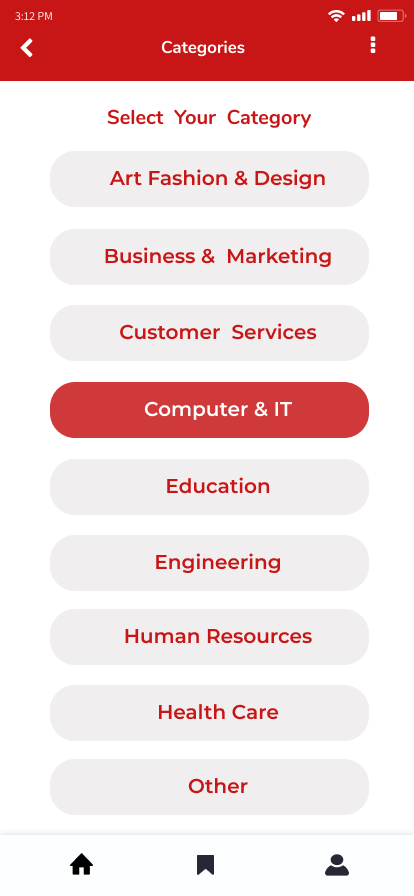 3:12 PM
Categories
Select Your Category
Art Fashion & Design
Business & Marketing
Customer Services
Computer & IT
Education
Engineering
Human Resources
Health Care
Other